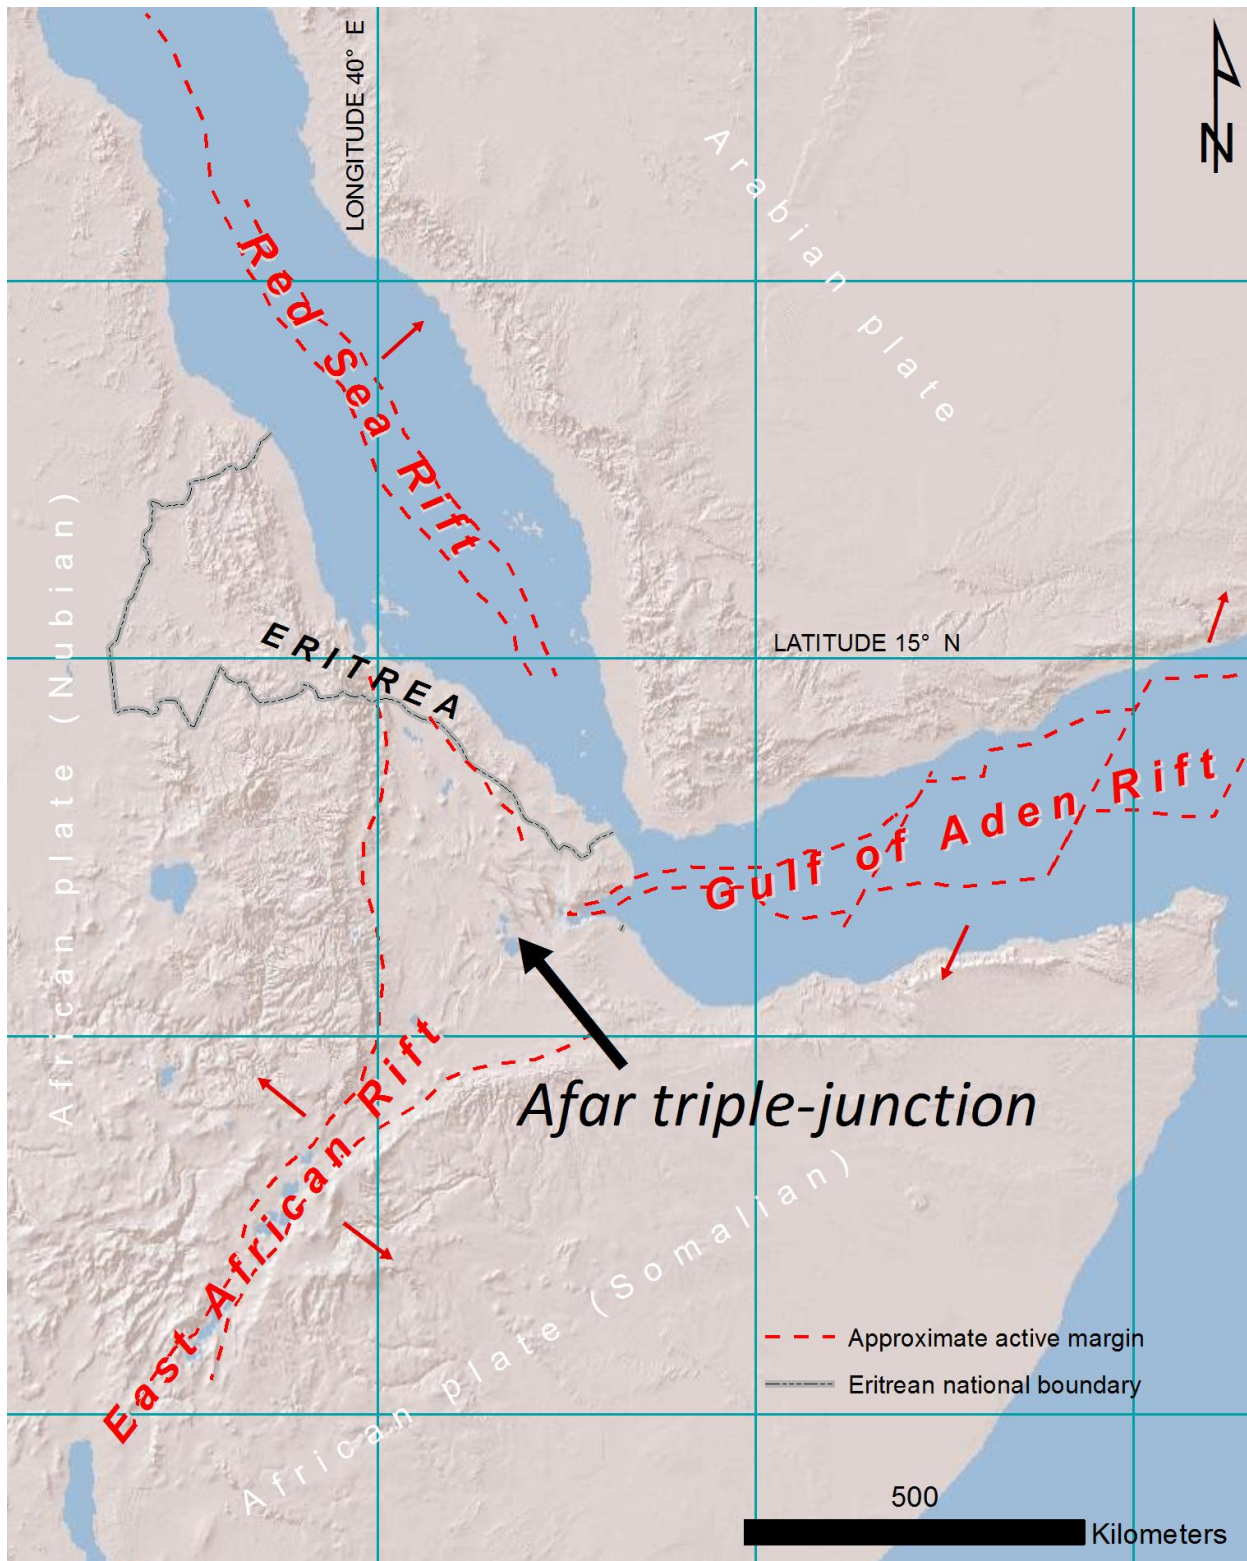 LONGITUDE 40° E
N
Arabian plate
Red Sea Rift
African plate (Nubian)
ERITREA
LATITUDE 15° N
Gulf of Aden Rift
East African Rift
Afar triple-junction
African plate (Somalian)
Approximate active margin
Eritrean national boundary
500
Kilometers